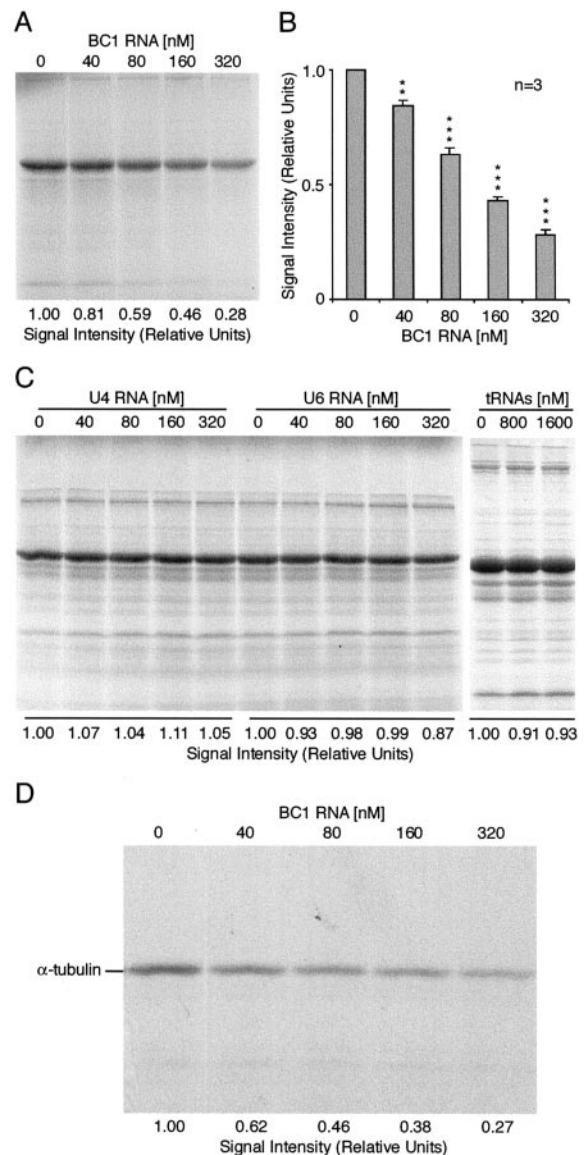 A
BC1 RNA [nM]
0 40 80 160 320
1.00 0.81 0.59 0.46 0.28
Signal Intensity (Relative Units)
B
Signal Intensity (Relative Units)
1.0
0.5
0
n=3
**
***
***
***
0 40 80 160 320
BC1 RNA [nM]
C
U4 RNA [nM] U6 RNA [nM] tRNAs [nM]
0 40 80 160 320 0 40 80 160 320 0 800 1600
1.00 1.07 1.04 1.11 1.05 1.00 0.93 0.98 0.99 0.87 1.00 0.91 0.93
Signal Intensity (Relative Units)
D
BC1 RNA [nM]
0 40 80 160 320
α-tubulin
1.00 0.62 0.46 0.38 0.27
Signal Intensity (Relative Units)